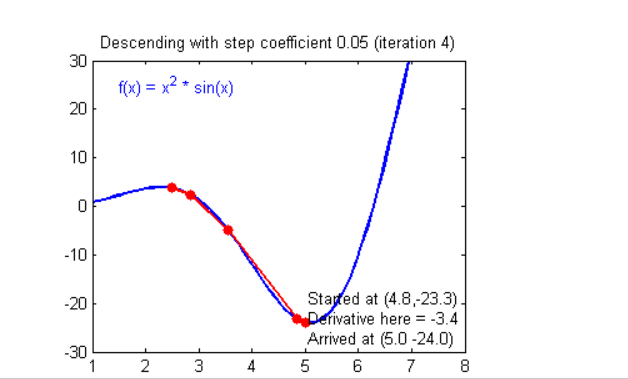 Descending with step coefficient 0.05 (iteration 4)
f(x) = x² * sin(x)
30
20
10
0
-10
-20
-30
Started at (4.8,-23.3)
Derivative here = -3.4
Arrived at (5.0 -24.0)
1 2 3 4 5 6 7 8